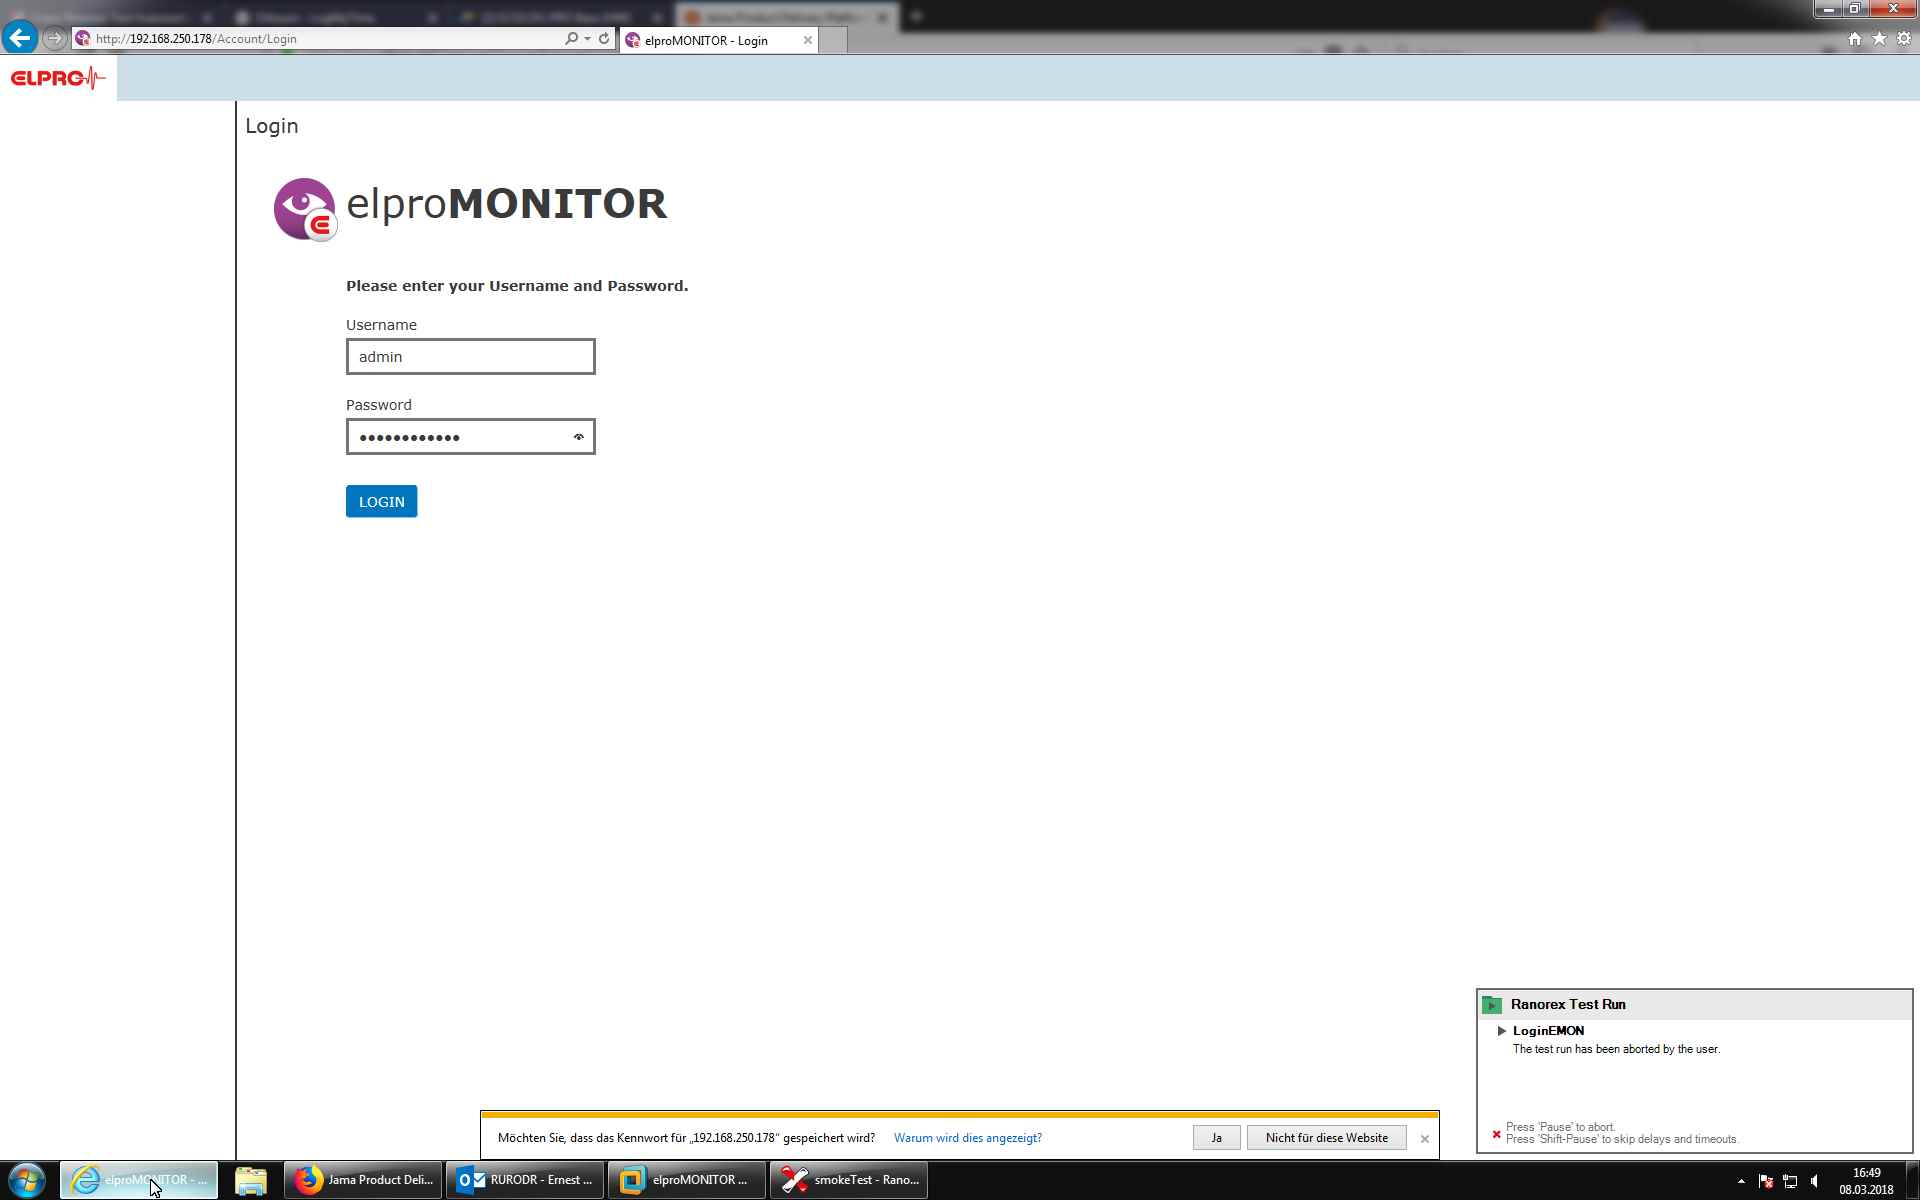 http://192.168.250.178/Account/Login
elproMONITOR - Login
ELPRO
Login
elproMONITOR
Please enter your Username and Password.
Username
admin
Password
LOGIN
Ranorex Test Run
LoginEMON
The test run has been aborted by the user.
Press 'Pause' to abort.
Press 'Shift-Pause' to skip delays and timeouts.
Möchten Sie, dass das Kennwort für „192.168.250.178“ gespeichert wird?
Warum wird dies angezeigt?
Ja
Nicht für diese Website
elproMONITOR - ...
Jama Product Deli...
RURODR - Ernest ...
elproMONITOR ...
smokeTest - Rano...
16:49
08.03.2018